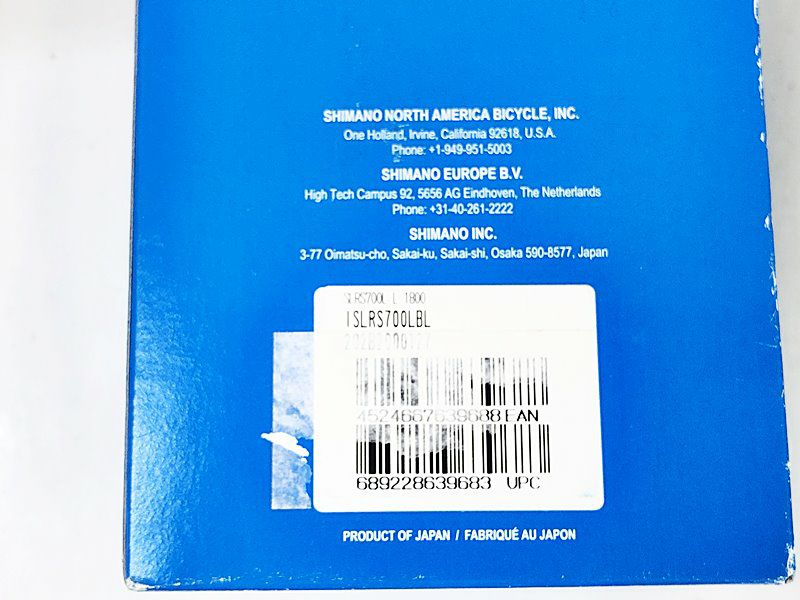 SHIMANO NORTH AMERICA BICYCLE, INC.
One Holland, Irvine, California 92618, U.S.A.
Phone: +1-949-951-5003
SHIMANO EUROPE B.V.
High Tech Campus 92, 5656 AG Eindhoven, The Netherlands
Phone: +31-40-261-2222
SHIMANO INC.
3-77 Oimatsu-cho, Sakai-ku, Sakai-shi, Osaka 590-8577, Japan
SLRS700L L 1800
ISLRS700LBL
4524667639688 EAN
689228639683 UPC
PRODUCT OF JAPAN / FABRIQUÉ AU JAPON